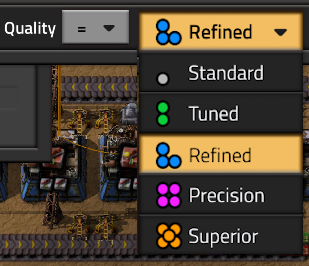 Quality = Refined
Standard
Tuned
Refined
Precision
Superior